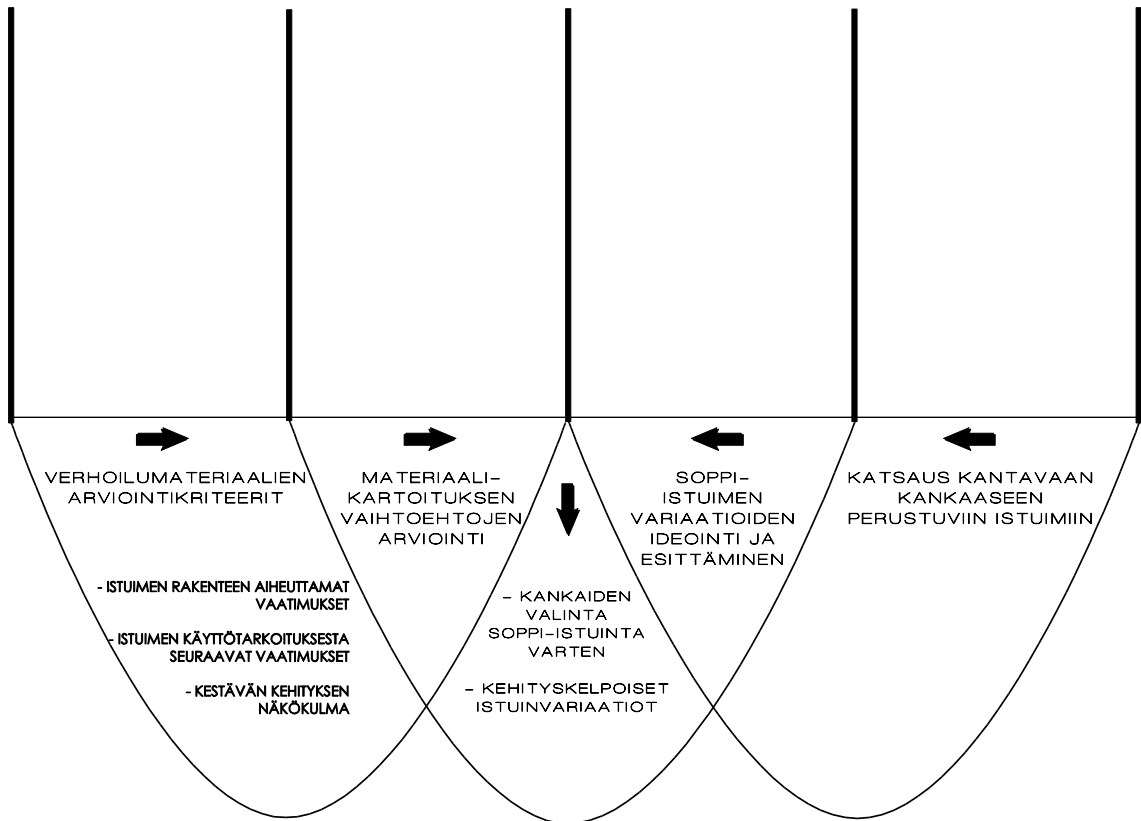 VERHOILUMATERIAALIEN
ARVIOINTIKRITEERIT
- ISTUIMEN RAKENTEEN AIHEUTTAMAT
VAATIMUKSET
- ISTUIMEN KÄYTTÖTARKOITUKSESTA
SEURAAVAT VAATIMUKSET
- KESTÄVÄN KEHITYKSEN
NÄKÖKULMA
MATERIAALI-
KARTOITUKSEN
VAIHTOEHTOJEN
ARVIOINTI
- KANKAIDEN
VALINTA
SOPPI-ISTUINTA
VARTEN
- KEHITYSKELPOISET
ISTUINVARIAATIOT
SOPPI-
ISTUIMEN
VARIAATIOIDEN
IDEOINTI JA
ESITTÄMINEN
KATSAUS KANTAVAAN
KANKAASEEN
PERUSTUVIIN ISTUIMIIN